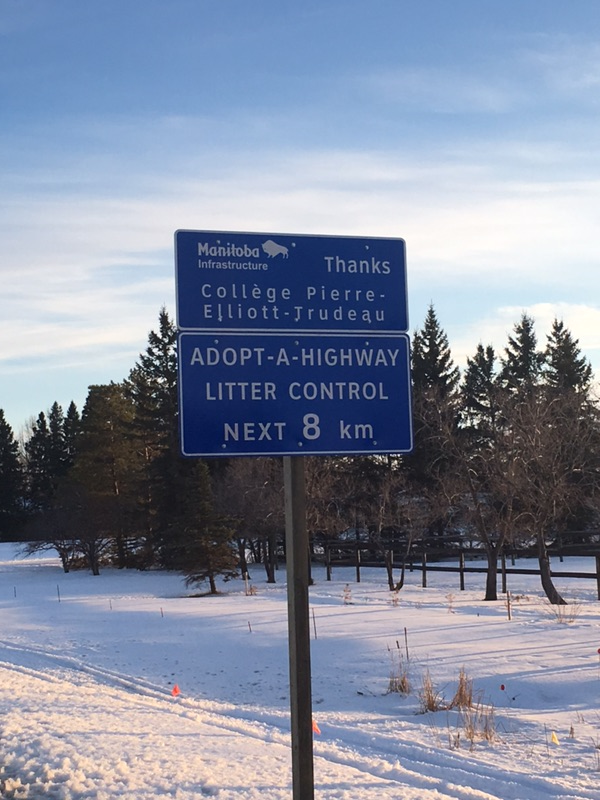 Manitoba
Infrastructure
Thanks
Collège Pierre-
Elliott-Trudeau
ADOPT-A-HIGHWAY
LITTER CONTROL
NEXT 8 km